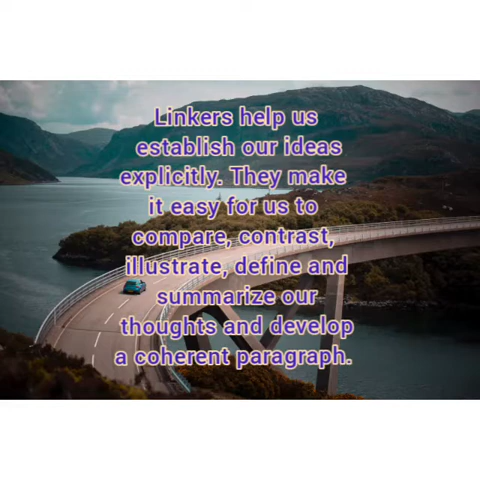 Linkers help us
establish our ideas
explicitly. They make
it easy for us to
compare, contrast,
illustrate, define and
summarize our
thoughts and develop
a coherent paragraph.